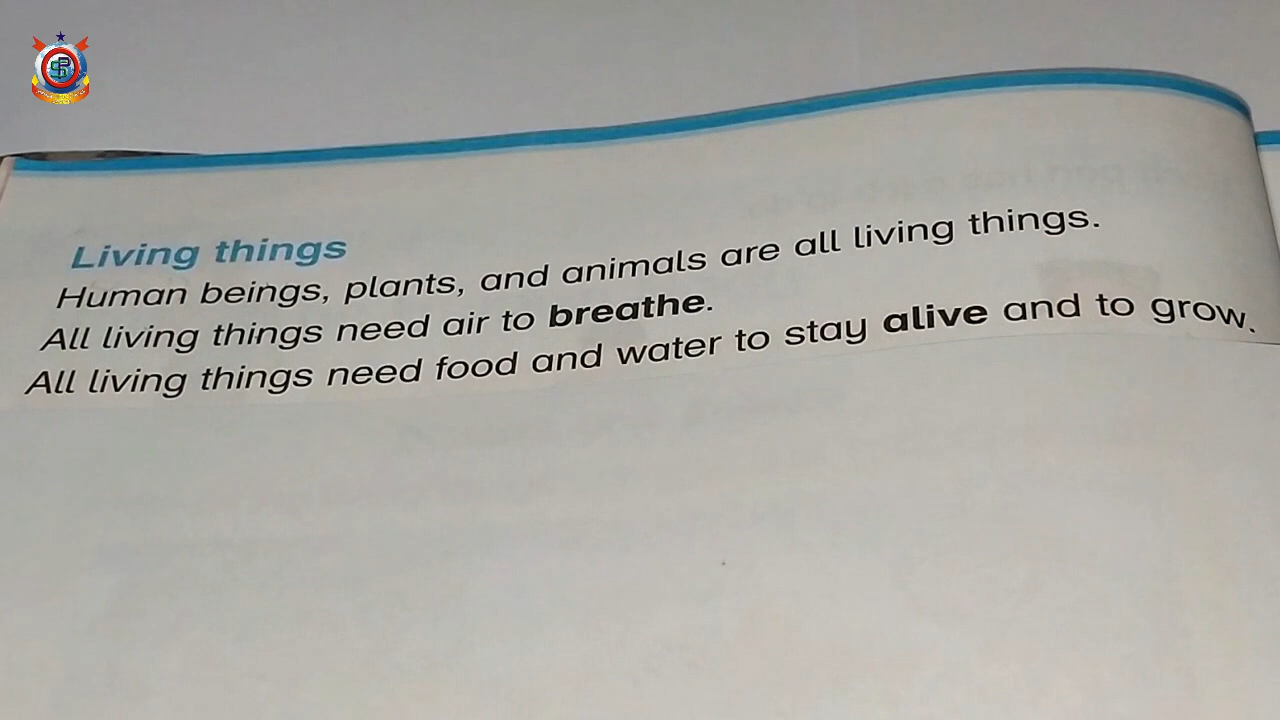 Living things
Human beings, plants, and animals are all living things.
All living things need air to breathe.
All living things need food and water to stay alive and to grow.